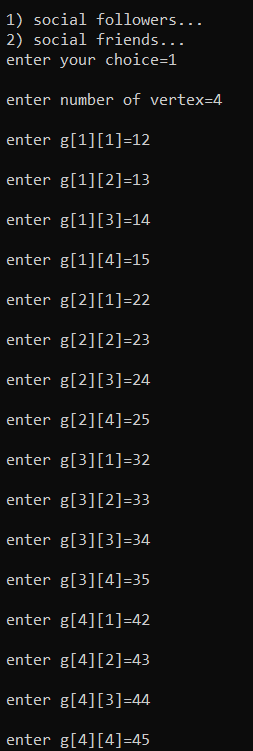 1) social followers...
2) social friends...
enter your choice=1
enter number of vertex=4
enter g[1][1]=12
enter g[1][2]=13
enter g[1][3]=14
enter g[1][4]=15
enter g[2][1]=22
enter g[2][2]=23
enter g[2][3]=24
enter g[2][4]=25
enter g[3][1]=32
enter g[3][2]=33
enter g[3][3]=34
enter g[3][4]=35
enter g[4][1]=42
enter g[4][2]=43
enter g[4][3]=44
enter g[4][4]=45